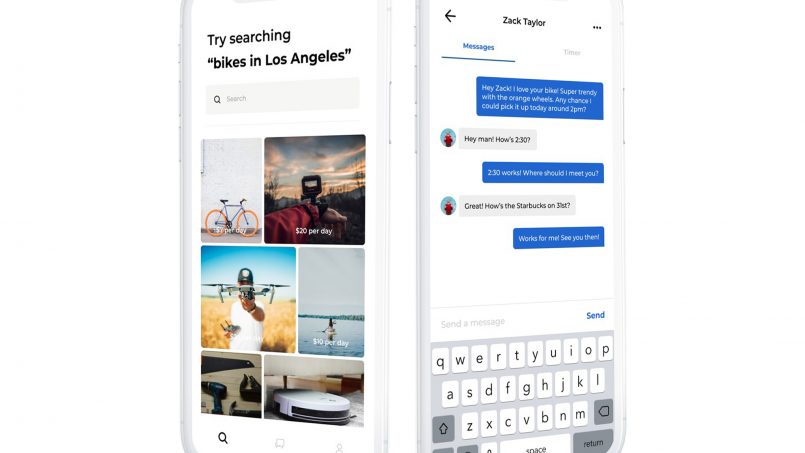 Try searching
“bikes in Los Angeles”
Search
$7 per day
$20 per day
$10 per day
Zack Taylor
Messages
Timer
Hey Zack! I love your bike! Super trendy
with the orange wheels. Any chance I
could pick it up today around 2pm?
Hey man! How's 2:30?
2:30 works! Where should I meet you?
Great! How's the Starbucks on 31st?
Works for me! See you then!
Send a message
Send
q w e r t y u i o p
a s d f g h j k l
z x c v b n m
space
return